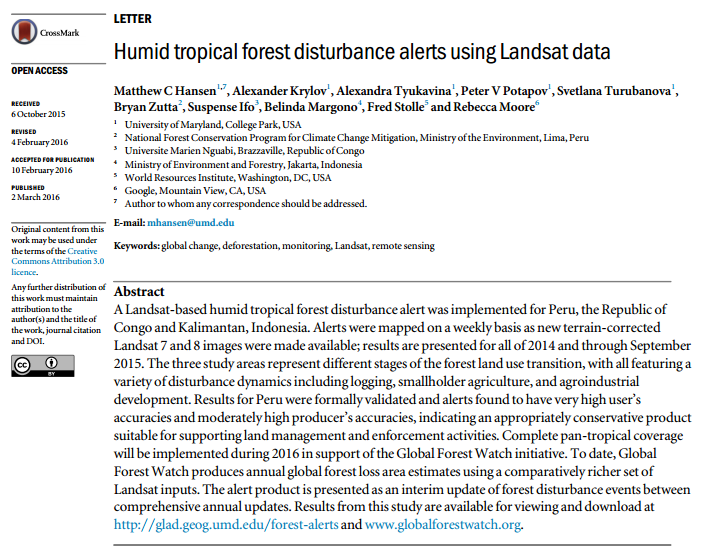 CrossMark
OPEN ACCESS
RECEIVED
6 October 2015
REVISED
4 February 2016
ACCEPTED FOR PUBLICATION
10 February 2016
PUBLISHED
2 March 2016
Original content from this
work may be used under
the terms of the Creative
Commons Attribution 3.0
licence.
Any further distribution of
this work must maintain
attribution to the
author(s) and the title of
the work, journal citation
and DOI.
cc BY
LETTER
Humid tropical forest disturbance alerts using Landsat data
Matthew C Hansen1,7, Alexander Krylov1, Alexandra Tyukavina1, Peter V Potapov1, Svetlana Turubanova1,
Bryan Zutta2, Suspense Ifo3, Belinda Margono4, Fred Stolle5 and Rebecca Moore6
1 University of Maryland, College Park, USA
2 National Forest Conservation Program for Climate Change Mitigation, Ministry of the Environment, Lima, Peru
3 Universite Marien Nguabi, Brazzaville, Republic of Congo
4 Ministry of Environment and Forestry, Jakarta, Indonesia
5 World Resources Institute, Washington, DC, USA
6 Google, Mountain View, CA, USA
7 Author to whom any correspondence should be addressed.
E-mail: mhansen@umd.edu
Keywords: global change, deforestation, monitoring, Landsat, remote sensing
Abstract
A Landsat-based humid tropical forest disturbance alert was implemented for Peru, the Republic of
Congo and Kalimantan, Indonesia. Alerts were mapped on a weekly basis as new terrain-corrected
Landsat 7 and 8 images were made available; results are presented for all of 2014 and through September
2015. The three study areas represent different stages of the forest land use transition, with all featuring a
variety of disturbance dynamics including logging, smallholder agriculture, and agroindustrial
development. Results for Peru were formally validated and alerts found to have very high user's
accuracies and moderately high producer's accuracies, indicating an appropriately conservative product
suitable for supporting land management and enforcement activities. Complete pan-tropical coverage
will be implemented during 2016 in support of the Global Forest Watch initiative. To date, Global
Forest Watch produces annual global forest loss area estimates using a comparatively richer set of
Landsat inputs. The alert product is presented as an interim update of forest disturbance events between
comprehensive annual updates. Results from this study are available for viewing and download at
http://glad.geog.umd.edu/forest-alerts and www.globalforestwatch.org.